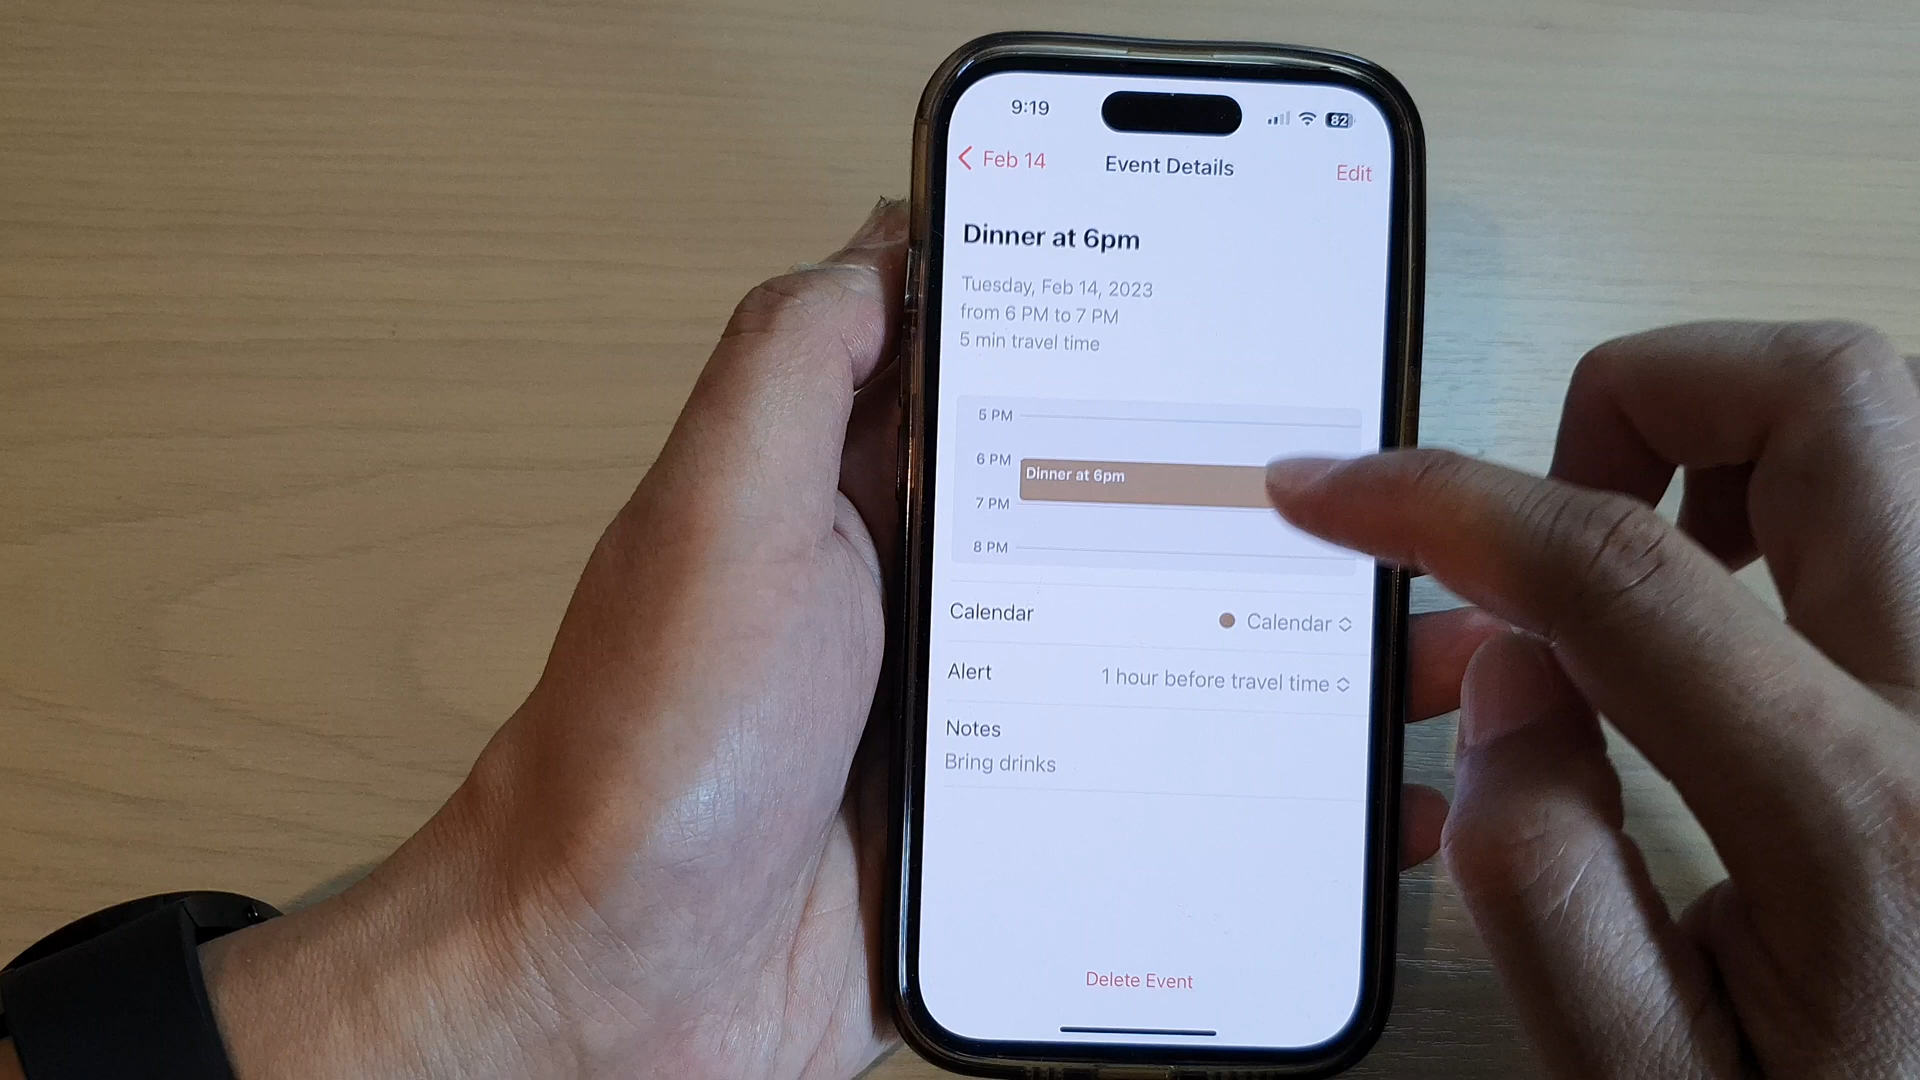 9:19
82
Feb 14
Event Details
Edit
Dinner at 6pm
Tuesday, Feb 14, 2023
from 6 PM to 7 PM
5 min travel time
5 PM
6 PM
Dinner at 6pm
7 PM
8 PM
Calendar
Calendar
Alert
1 hour before travel time
Notes
Bring drinks
Delete Event